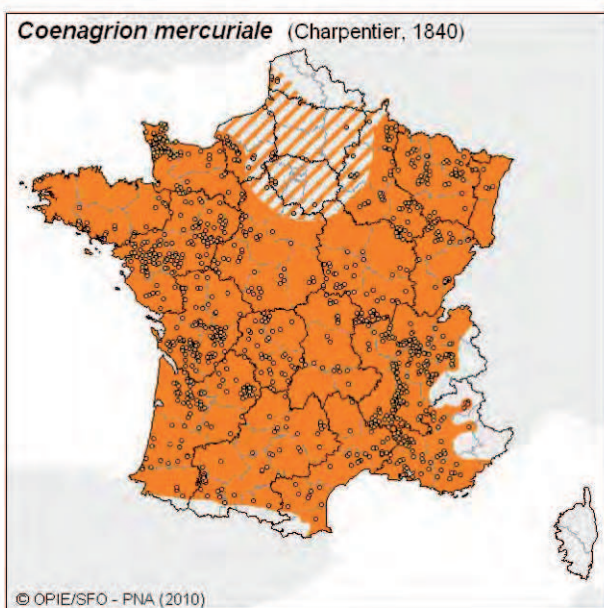 Coenagrion mercuriale (Charpentier, 1840)
© OPIE/SFO - PNA (2010)